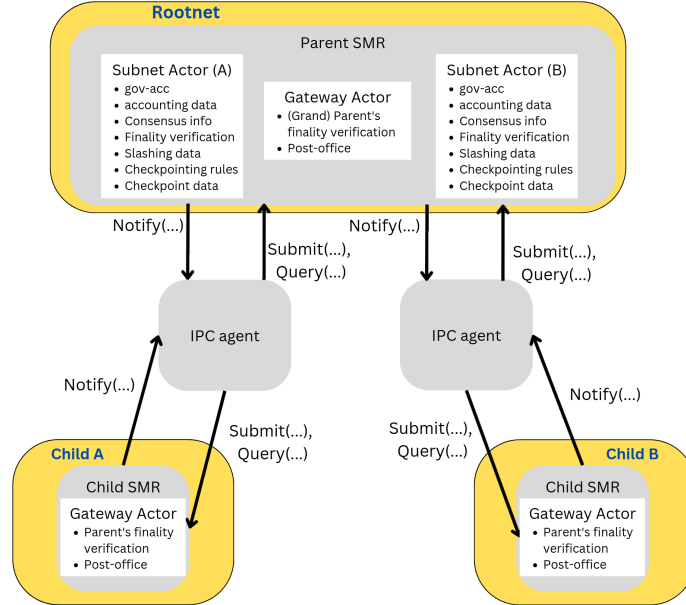 Rootnet
Parent SMR
Subnet Actor (A)
• gov-acc
• accounting data
• Consensus info
• Finality verification
• Slashing data
• Checkpointing rules
• Checkpoint data
Gateway Actor
• (Grand) Parent's
finality verification
• Post-office
Subnet Actor (B)
• gov-acc
• accounting data
• Consensus info
• Finality verification
• Slashing data
• Checkpointing rules
• Checkpoint data
Notify(...)
Submit(...),
Query(...)
Notify(...)
Submit(...),
Query(...)
IPC agent
IPC agent
Notify(...)
Submit(...),
Query(...)
Submit(...),
Query(...)
Notify(...)
Child A
Child SMR
Gateway Actor
• Parent's finality
verification
• Post-office
Child B
Child SMR
Gateway Actor
• Parent's finality
verification
• Post-office